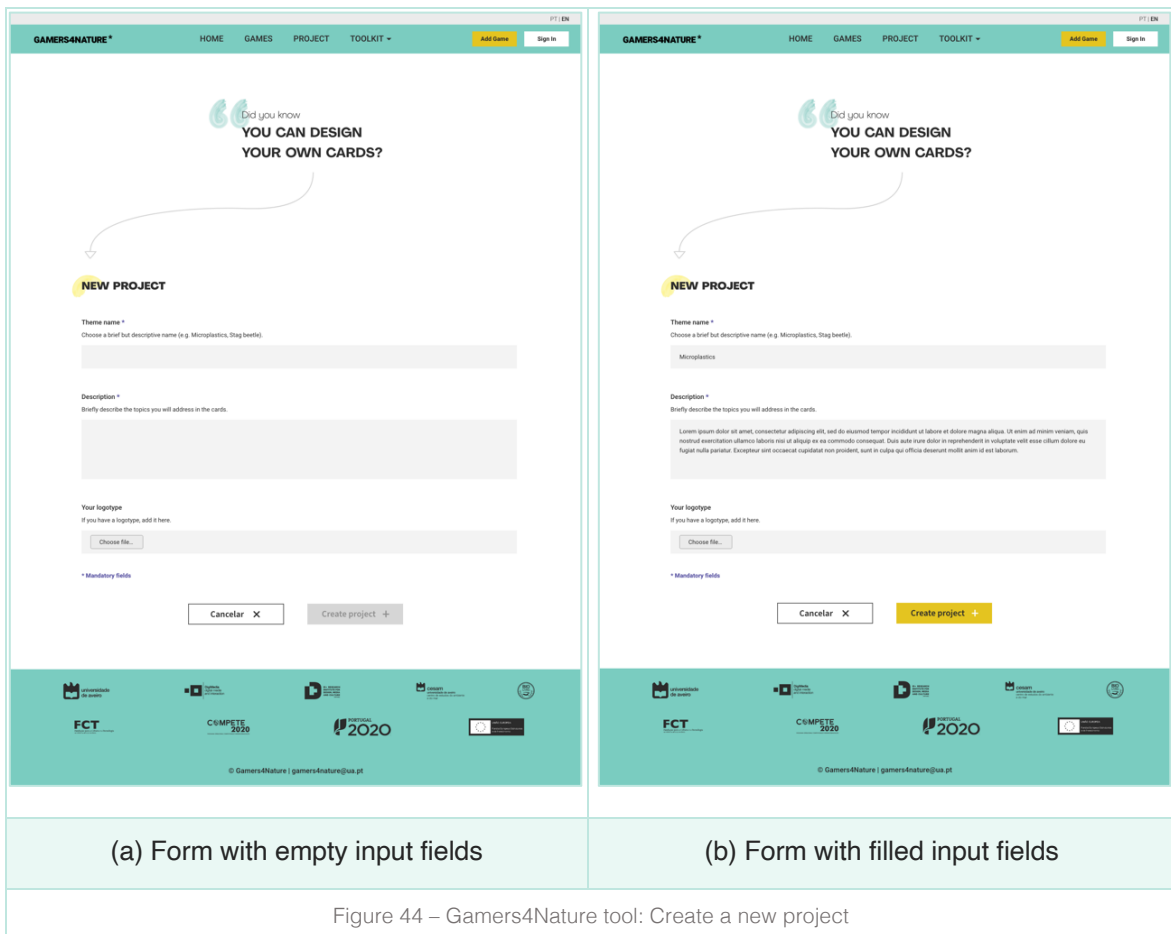 PT | EN
GAMERS4NATURE*
HOME GAMES PROJECT TOOLKIT
Add Game
Sign In
Did you know
YOU CAN DESIGN
YOUR OWN CARDS?
NEW PROJECT
Theme name *
Choose a brief but descriptive name (e.g. Microplastics, Stag beetle).
Description *
Briefly describe the topics you will address in the cards.
Your logotype
If you have a logotype, add it here.
Choose file...
* Mandatory fields
Cancelar
Create project +
universidade
de aveiro
cesam
FCT
COMPETE
2020
PORTUGAL
2020
© Gamers4Nature | gamers4nature@ua.pt
(a) Form with empty input fields
PT | EN
GAMERS4NATURE*
HOME GAMES PROJECT TOOLKIT
Add Game
Sign In
Did you know
YOU CAN DESIGN
YOUR OWN CARDS?
NEW PROJECT
Theme name *
Choose a brief but descriptive name (e.g. Microplastics, Stag beetle).
Microplastics
Description *
Briefly describe the topics you will address in the cards.
Lorem ipsum dolor sit amet, consectetur adipiscing elit, sed do eiusmod tempor incididunt ut labore et dolore magna aliqua. Ut enim ad minim veniam, quis
nostrud exercitation ullamco laboris nisi ut aliquip ex ea commodo consequat. Duis aute irure dolor in reprehenderit in voluptate velit esse cillum dolore eu
fugiat nulla pariatur. Excepteur sint occaecat cupidatat non proident, sunt in culpa qui officia deserunt mollit anim id est laborum.
Your logotype
If you have a logotype, add it here.
Choose file...
* Mandatory fields
Cancelar
Create project +
universidade
de aveiro
cesam
FCT
COMPETE
2020
PORTUGAL
2020
© Gamers4Nature | gamers4nature@ua.pt
(b) Form with filled input fields
Figure 44 – Gamers4Nature tool: Create a new project